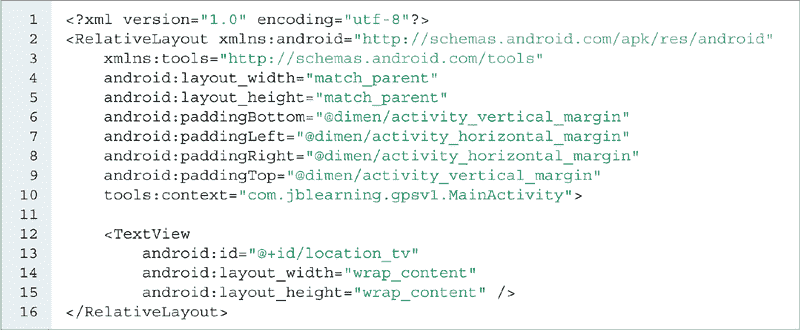 1 <?xml version="1.0" encoding="utf-8"?>
2 <RelativeLayout xmlns:android="http://schemas.android.com/apk/res/android"
3     xmlns:tools="http://schemas.android.com/tools"
4     android:layout_width="match_parent"
5     android:layout_height="match_parent"
6     android:paddingBottom="@dimen/activity_vertical_margin"
7     android:paddingLeft="@dimen/activity_horizontal_margin"
8     android:paddingRight="@dimen/activity_horizontal_margin"
9     android:paddingTop="@dimen/activity_vertical_margin"
10     tools:context="com.jblearning.gpsv1.MainActivity">
11
12     <TextView
13         android:id="@+id/location_tv"
14         android:layout_width="wrap_content"
15         android:layout_height="wrap_content" />
16 </RelativeLayout>